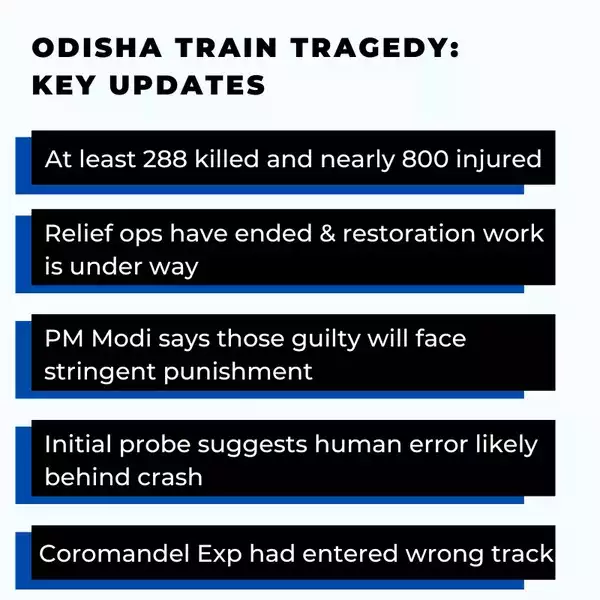 ODISHA TRAIN TRAGEDY:
KEY UPDATES
At least 288 killed and nearly 800 injured
Relief ops have ended & restoration work
is under way
PM Modi says those guilty will face
stringent punishment
Initial probe suggests human error likely
behind crash
Coromandel Exp had entered wrong track